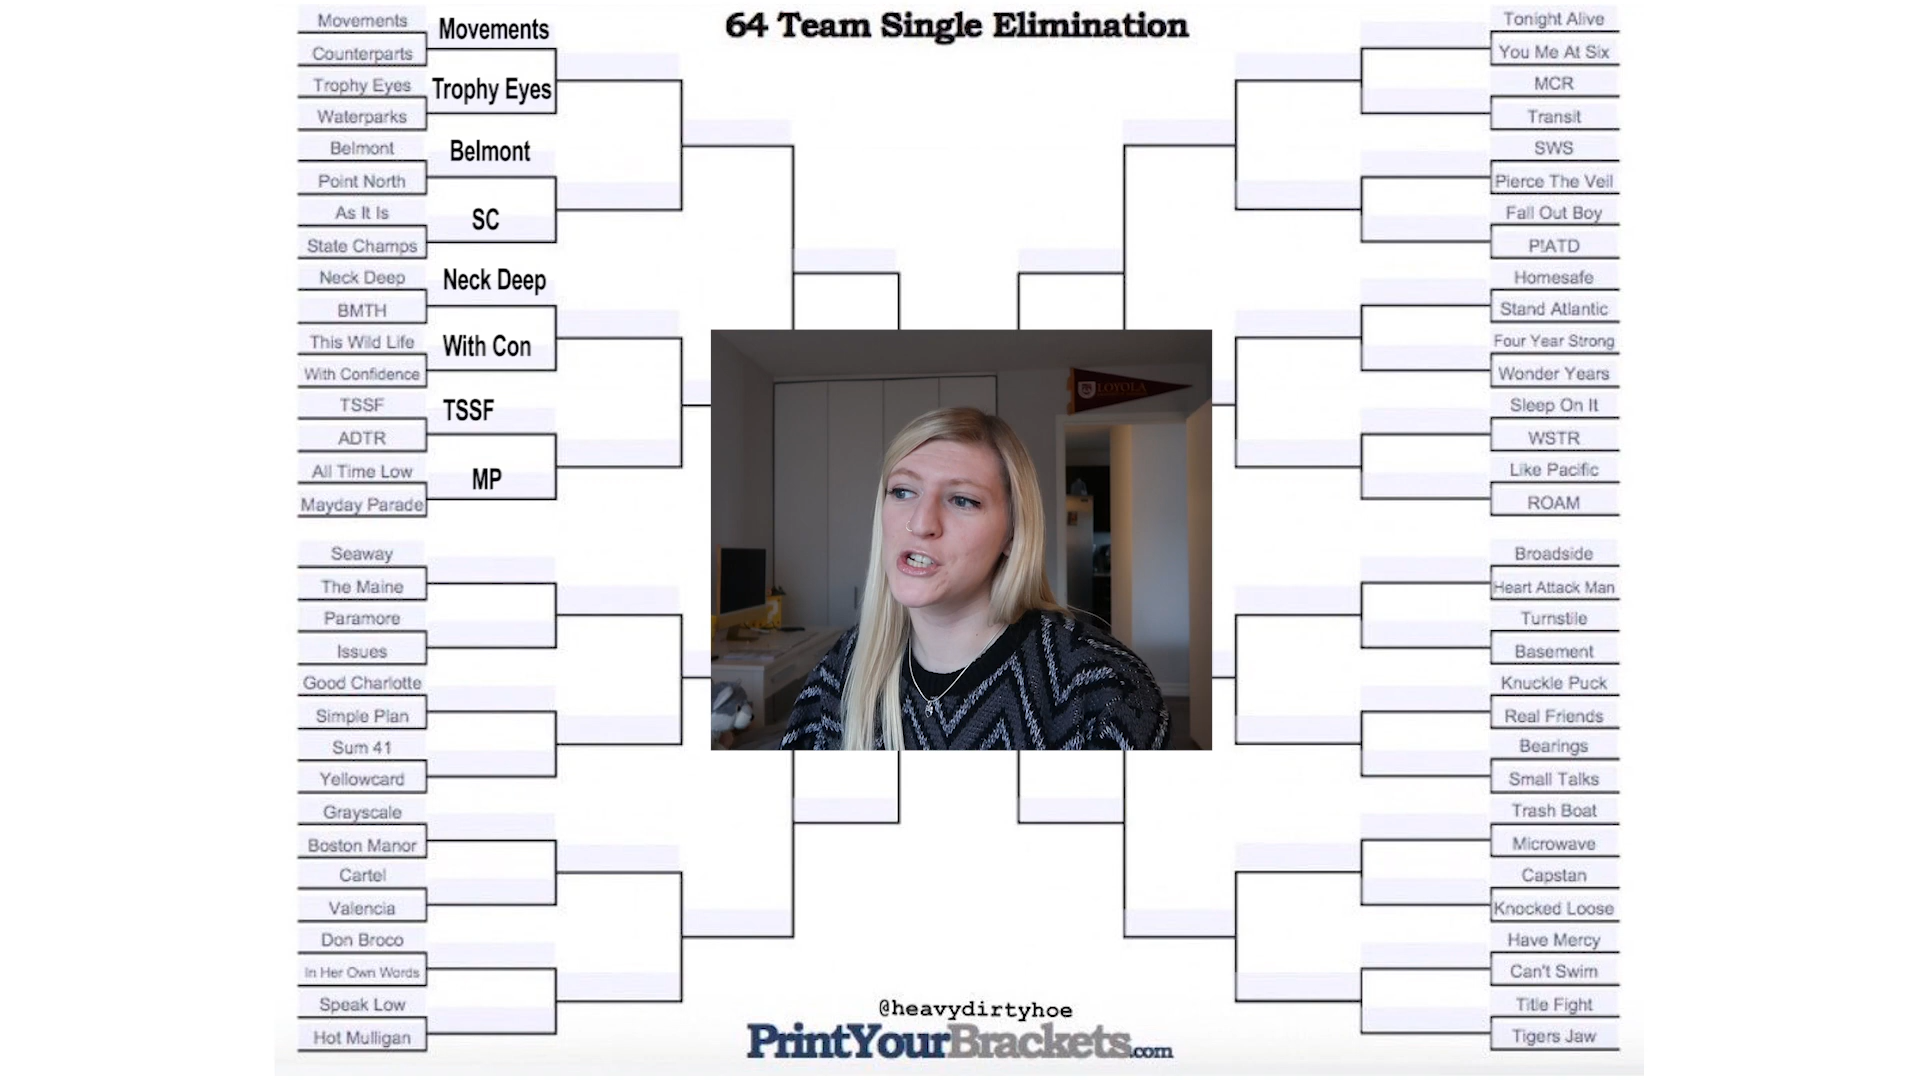 64 Team Single Elimination
Movements
Counterparts
Trophy Eyes
Waterparks
Belmont
Point North
As It Is
State Champs
Neck Deep
BMTH
This Wild Life
With Confidence
TSSF
ADTR
All Time Low
Mayday Parade
Seaway
The Maine
Paramore
Issues
Good Charlotte
Simple Plan
Sum 41
Yellowcard
Grayscale
Boston Manor
Cartel
Valencia
Don Broco
In Her Own Words
Speak Low
Hot Mulligan
Movements
Trophy Eyes
Belmont
SC
Neck Deep
With Con
TSSF
MP
LOYOLA
Tonight Alive
You Me At Six
MCR
Transit
SWS
Pierce The Veil
Fall Out Boy
P!ATD
Homesafe
Stand Atlantic
Four Year Strong
Wonder Years
Sleep On It
WSTR
Like Pacific
ROAM
Broadside
Heart Attack Man
Turnstile
Basement
Knuckle Puck
Real Friends
Bearings
Small Talks
Trash Boat
Microwave
Capstan
Knocked Loose
Have Mercy
Can't Swim
Title Fight
Tigers Jaw
@heavydirtyhoe
PrintYourBrackets.com